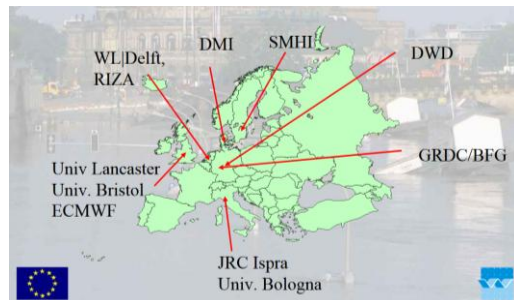 DMI
SMHI
DWD
WL|Delft,
RIZA
GRDC/BFG
Univ Lancaster
Univ. Bristol
ECMWF
JRC Ispra
Univ. Bologna